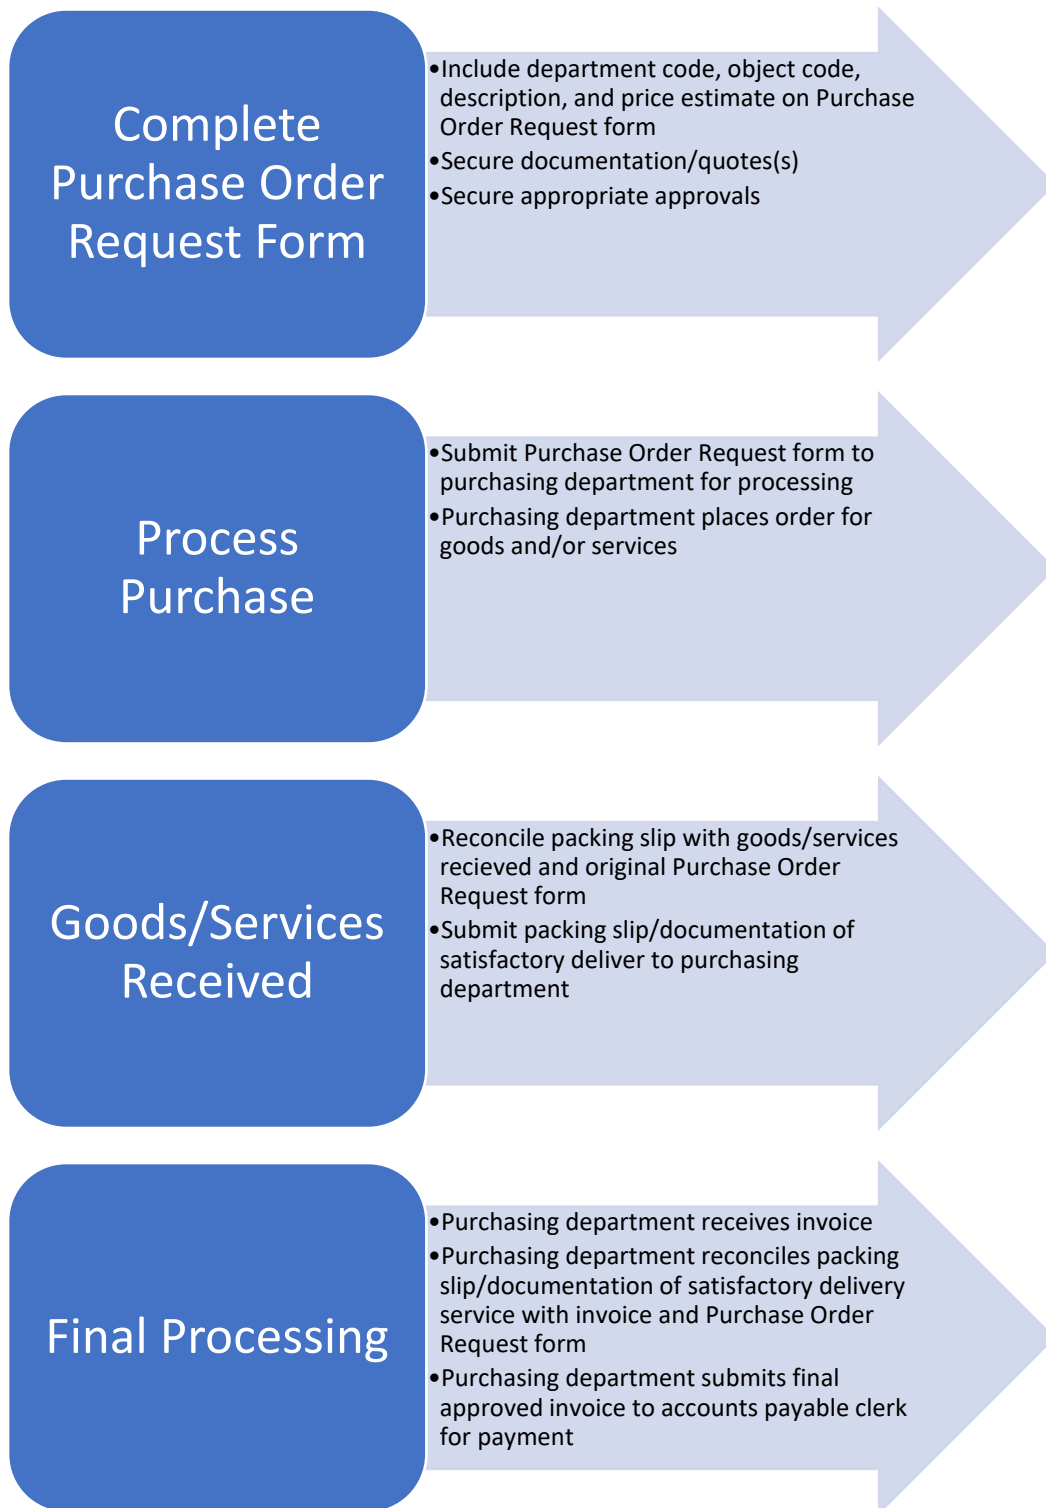 Complete
Purchase Order
Request Form
•Include department code, object code,
description, and price estimate on Purchase
Order Request form
•Secure documentation/quotes(s)
•Secure appropriate approvals
Process
Purchase
•Submit Purchase Order Request form to
purchasing department for processing
•Purchasing department places order for
goods and/or services
Goods/Services
Received
•Reconcile packing slip with goods/services
recieved and original Purchase Order
Request form
•Submit packing slip/documentation of
satisfactory deliver to purchasing
department
Final Processing
•Purchasing department receives invoice
•Purchasing department reconciles packing
slip/documentation of satisfactory delivery
service with invoice and Purchase Order
Request form
•Purchasing department submits final
approved invoice to accounts payable clerk
for payment